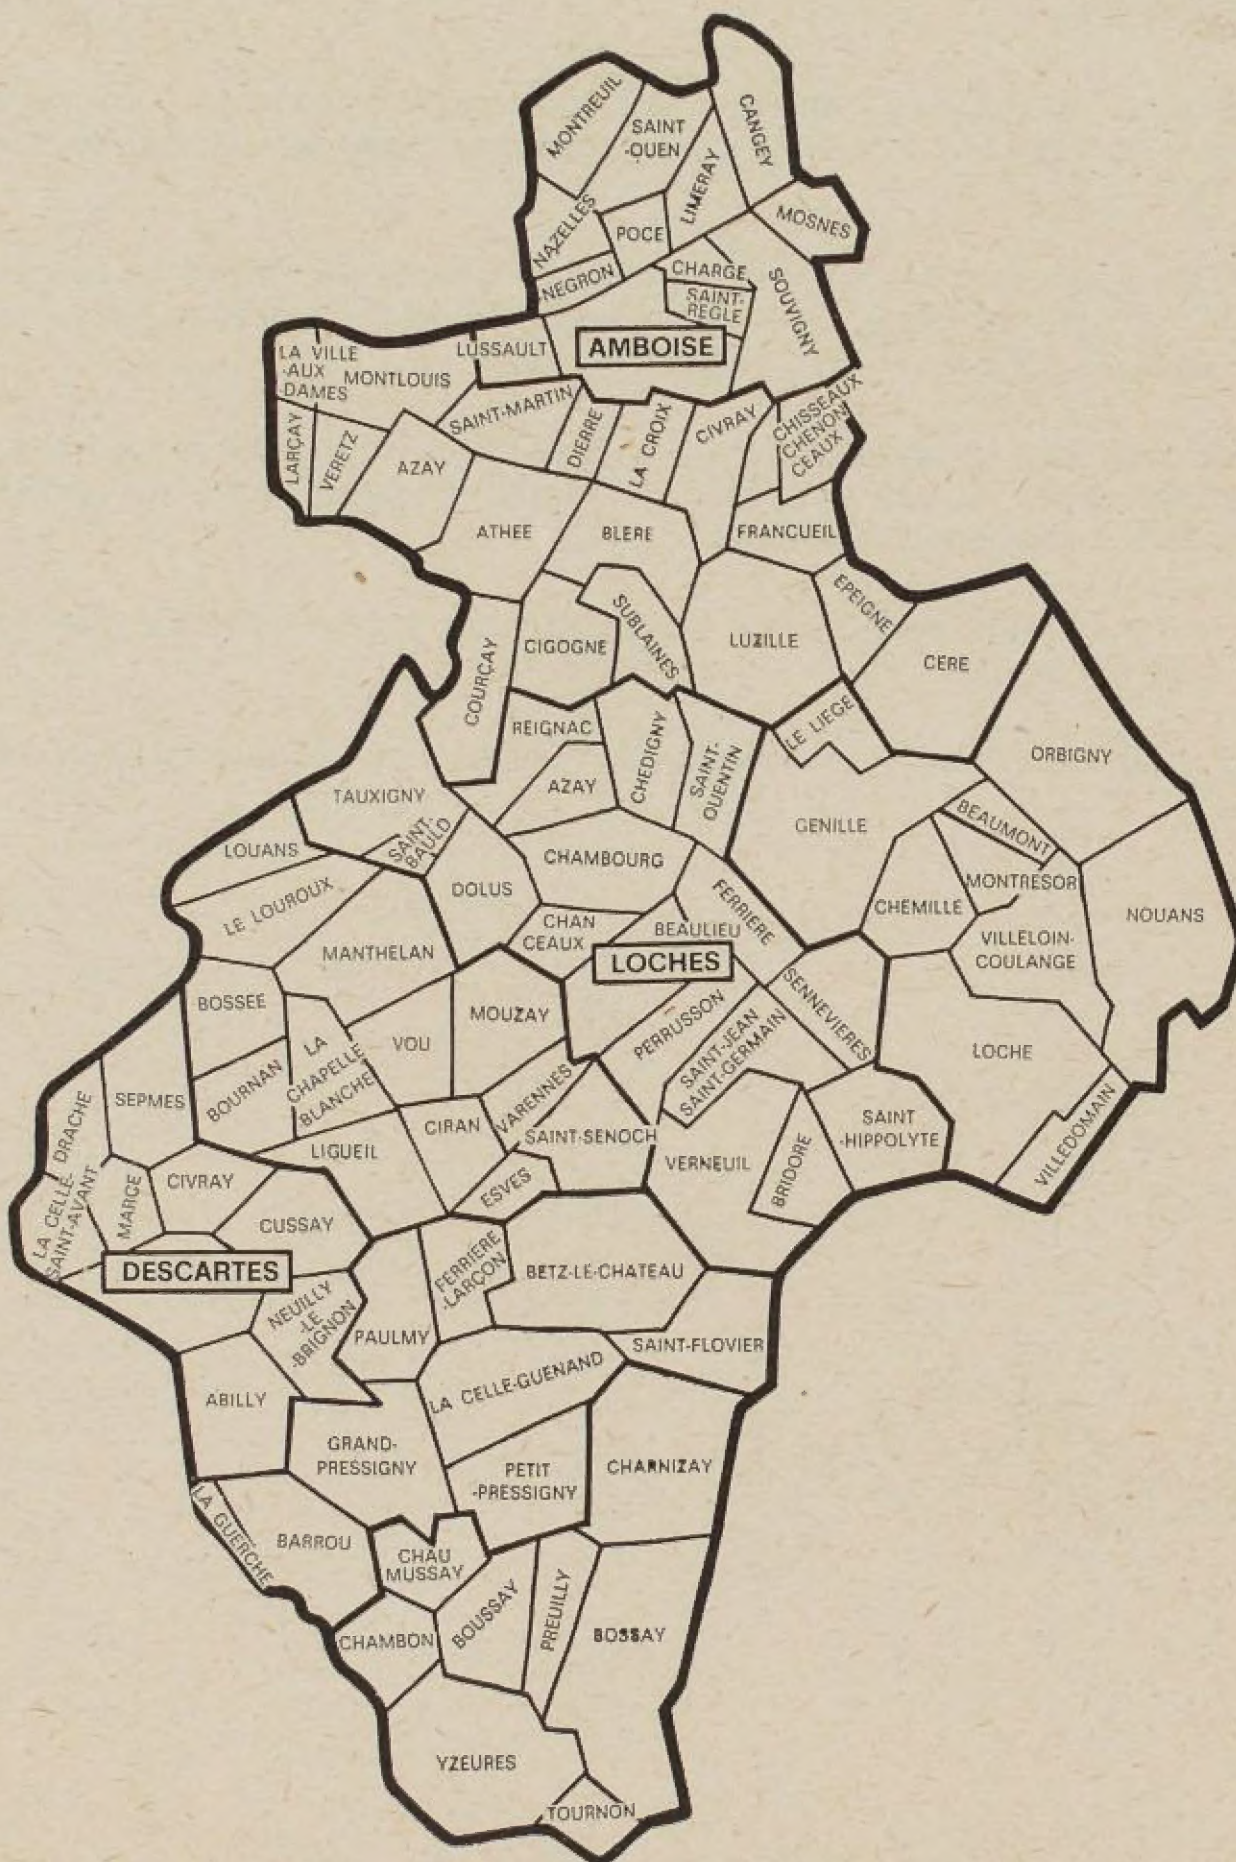 MONTREUIL
SAINT
-OUEN
CANGEY
LIMERAY
MOSNES
NAZELLES
POCE
NEGRON
CHARGE
SAINT-
REGLE
SOUVIGNY
AMBOISE
LUSSAULT
LA VILLE
-AUX
-DAMES
MONTLOUIS
SAINT-MARTIN
DIERRE
LA CROIX
CIVRAY
CHISSEAUX
CHENON
CEAUX
LARÇAY
VERETZ
AZAY
ATHEE
BLERE
FRANCUEIL
EPEIGNE
SUBLAINES
CIGOGNE
LUZILLE
CERE
COURÇAY
REIGNAC
CHEDIGNY
SAINT-
QUENTIN
LE LIEGE
ORBIGNY
TAUXIGNY
AZAY
GENILLE
BEAUMONT
LOUANS
SAINT-
BAULD
CHAMBOURG
DOLUS
LE LOUROUX
FERRIERE
MONTRESOR
CHEMILLE
NOUANS
MANTHELAN
CHAN
CEAUX
BEAULIEU
VILLELOIN-
COULANGE
LOCHES
BOSSEE
MOUZAY
SENNEVIERES
PERRUSSON
VOU
LA
CHAPELLE
BLANCHE
SAINT-JEAN
SAINT-GERMAIN
LOCHE
SEPMES
BOURNAN
LA CELLE-
SAINT-AVANT
DRACHE
CIRAN
VARENNES
SAINT-SENOCH
SAINT
-HIPPOLYTE
VILLEDOMAIN
LIGUEIL
VERNEUIL
BRIDORE
MARCE
CIVRAY
ESVES
CUSSAY
DESCARTES
FERRIERE
-LARÇON
BETZ-LE-CHATEAU
NEUILLY
-LE
-BRIGNON
PAULMY
SAINT-FLOVIER
ABILLY
LA CELLE-GUENAND
GRAND-
PRESSIGNY
PETIT
-PRESSIGNY
CHARNIZAY
LA GUERCHE
BARROU
CHAU
MUSSAY
CHAMBON
BOUSSAY
PREUILLY
BOSSAY
YZEURES
TOURNON